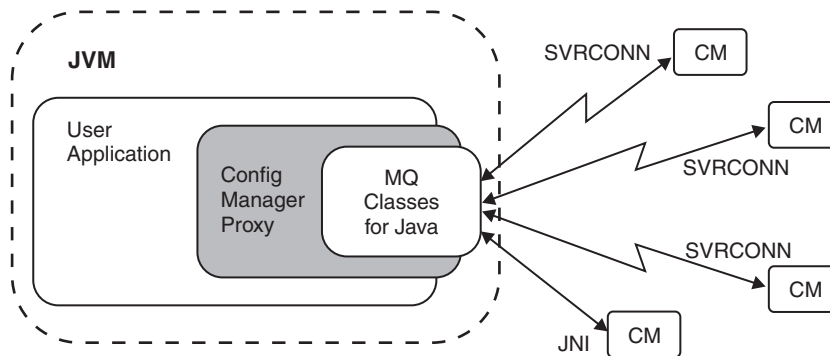 JVM
User
Application
Config
Manager
Proxy
MQ
Classes
for Java
SVRCONN
CM
CM
SVRCONN
SVRCONN
CM
JNI
CM